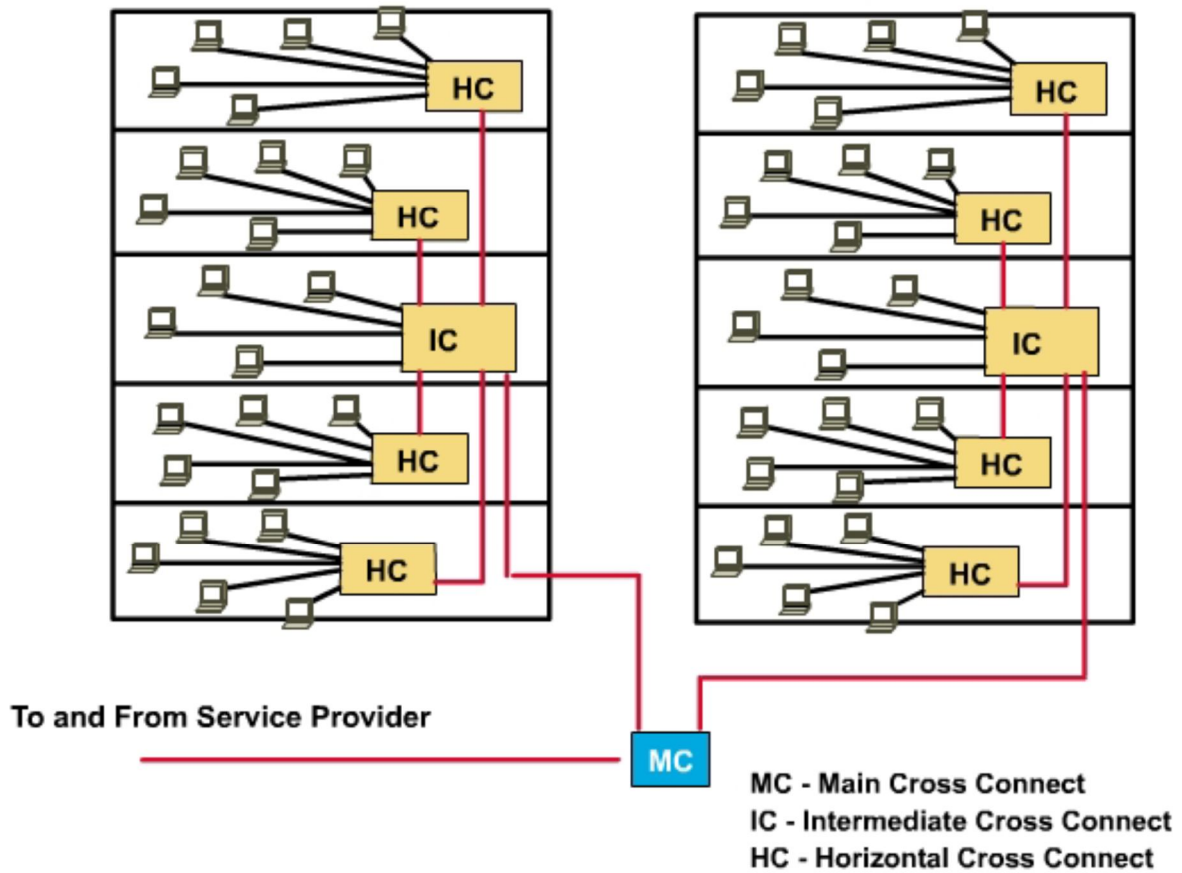 HC
HC
HC
HC
IC
IC
HC
HC
HC
HC
To and From Service Provider
MC
MC - Main Cross Connect
IC - Intermediate Cross Connect
HC - Horizontal Cross Connect